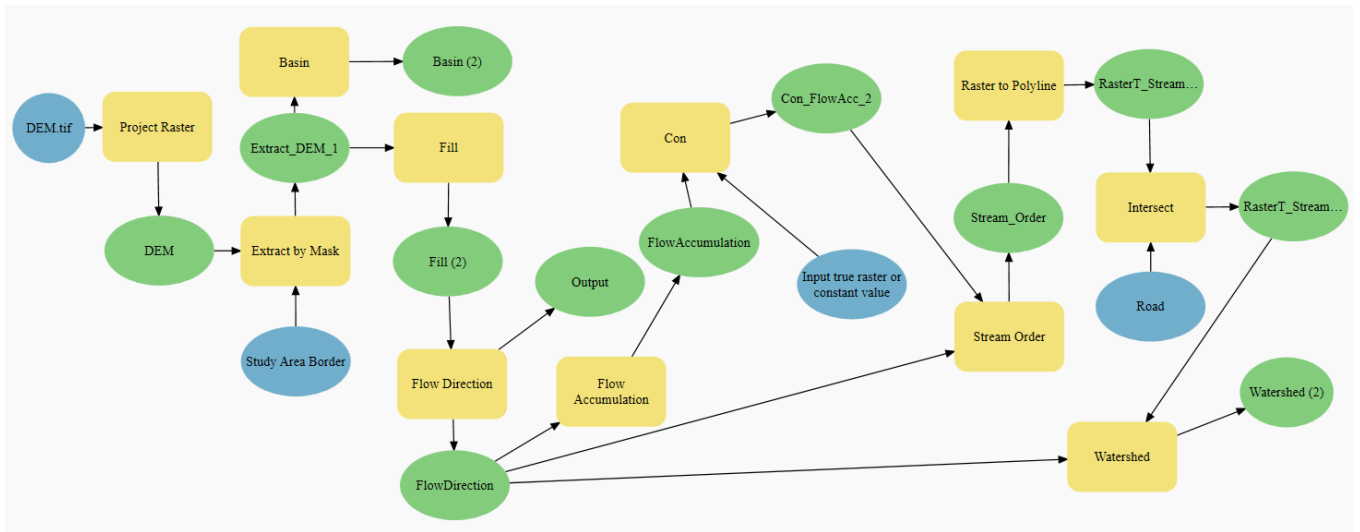 DEM.tif
Project Raster
DEM
Basin
Basin (2)
Extract_DEM_1
Fill
Extract by Mask
Fill (2)
Study Area Border
Flow Direction
Output
Flow
Accumulation
FlowDirection
Con
Con_FlowAcc_2
FlowAccumulation
Input true raster or
constant value
Raster to Polyline
RasterT_Stream...
Stream_Order
Stream Order
Intersect
RasterT_Stream...
Road
Watershed
Watershed (2)